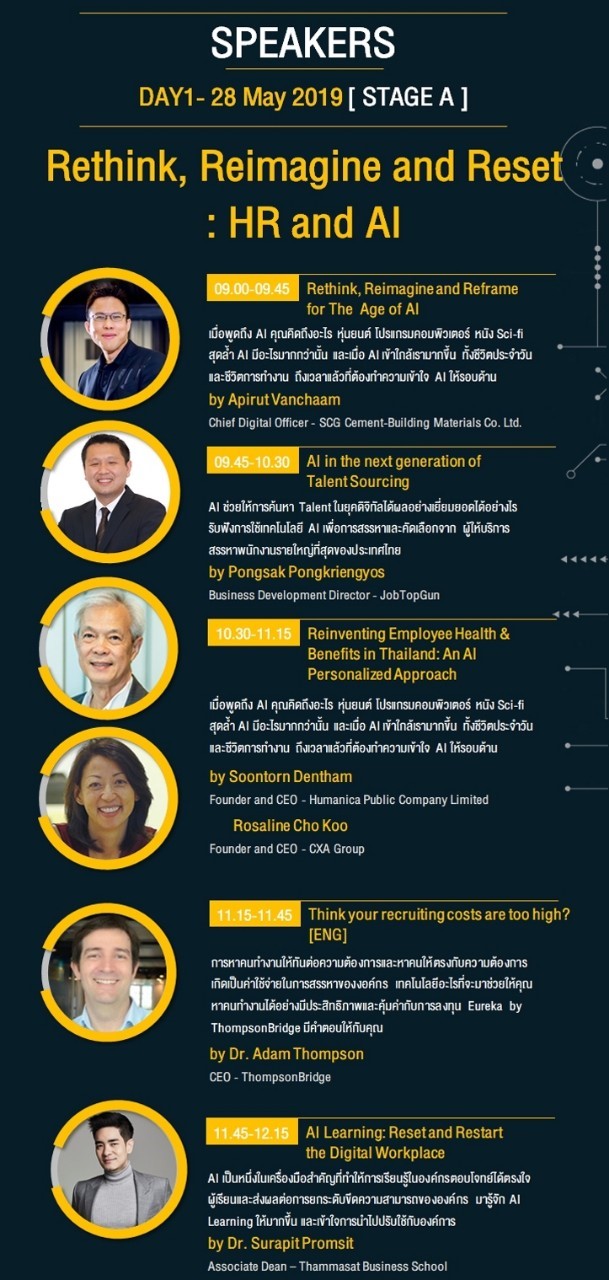 SPEAKERS
DAY1- 28 May 2019 [ STAGE A ]
Rethink, Reimagine and Reset
: HR and AI
09.00-09.45
Rethink, Reimagine and Reframe
for The Age of AI
เมื่อพูดถึง AI คุณคิดถึงอะไร หุ่นยนต์ โปรแกรมคอมพิวเตอร์ หนัง Sci-fi
สุดล้ำ AI มีอะไรมากกว่านั้น และเมื่อ AI เข้าใกล้เรามากขึ้น ทั้งชีวิตประจำวัน
และชีวิตการทำงาน ถึงเวลาแล้วที่ต้องทำความเข้าใจ AI ให้รอบด้าน
by Apirut Vanchaam
Chief Digital Officer - SCG Cement-Building Materials Co. Ltd.
09.45-10.30
AI in the next generation of
Talent Sourcing
AI ช่วยให้การค้นหา Talent ในยุคดิจิทัลได้ผลอย่างเยี่ยมยอดได้อย่างไร
รับฟังการใช้เทคโนโลยี AI เพื่อการสรรหาและคัดเลือกจาก ผู้ให้บริการ
สรรหาพนักงานรายใหญ่ที่สุดของประเทศไทย
by Pongsak Pongkriengyos
Business Development Director - JobTopGun
10.30-11.15
Reinventing Employee Health &
Benefits in Thailand: An AI
Personalized Approach
เมื่อพูดถึง AI คุณคิดถึงอะไร หุ่นยนต์ โปรแกรมคอมพิวเตอร์ หนัง Sci-fi
สุดล้ำ AI มีอะไรมากกว่านั้น และเมื่อ AI เข้าใกล้เรามากขึ้น ทั้งชีวิตประจำวัน
และชีวิตการทำงาน ถึงเวลาแล้วที่ต้องทำความเข้าใจ AI ให้รอบด้าน
by Soontorn Dentham
Founder and CEO - Humanica Public Company Limited
Rosaline Cho Koo
Founder and CEO - CXA Group
11.15-11.45
Think your recruiting costs are too high?
[ENG]
การหาคนทำงานให้ทันต่อความต้องการและหาคนให้ตรงกับความต้องการ
เกิดเป็นค่าใช้จ่ายในการสรรหาขององค์กร เทคโนโลยีอะไรที่จะมาช่วยให้คุณ
หาคนทำงานได้อย่างมีประสิทธิภาพและคุ้มค่ากับการลงทุน Eureka by
ThompsonBridge มีคำตอบให้กับคุณ
by Dr. Adam Thompson
CEO - ThompsonBridge
11.45-12.15
AI Learning: Reset and Restart
the Digital Workplace
AI เป็นหนึ่งในเครื่องมือสำคัญที่ทำให้การเรียนรู้ในองค์กรตอบโจทย์ได้ตรงใจ
ผู้เรียนและส่งผลต่อการยกระดับขีดความสามารถขององค์กร มารู้จัก AI
Learning ให้มากขึ้น และเข้าใจการนำไปปรับใช้กับองค์การ
by Dr. Surapit Promsit
Associate Dean – Thammasat Business School